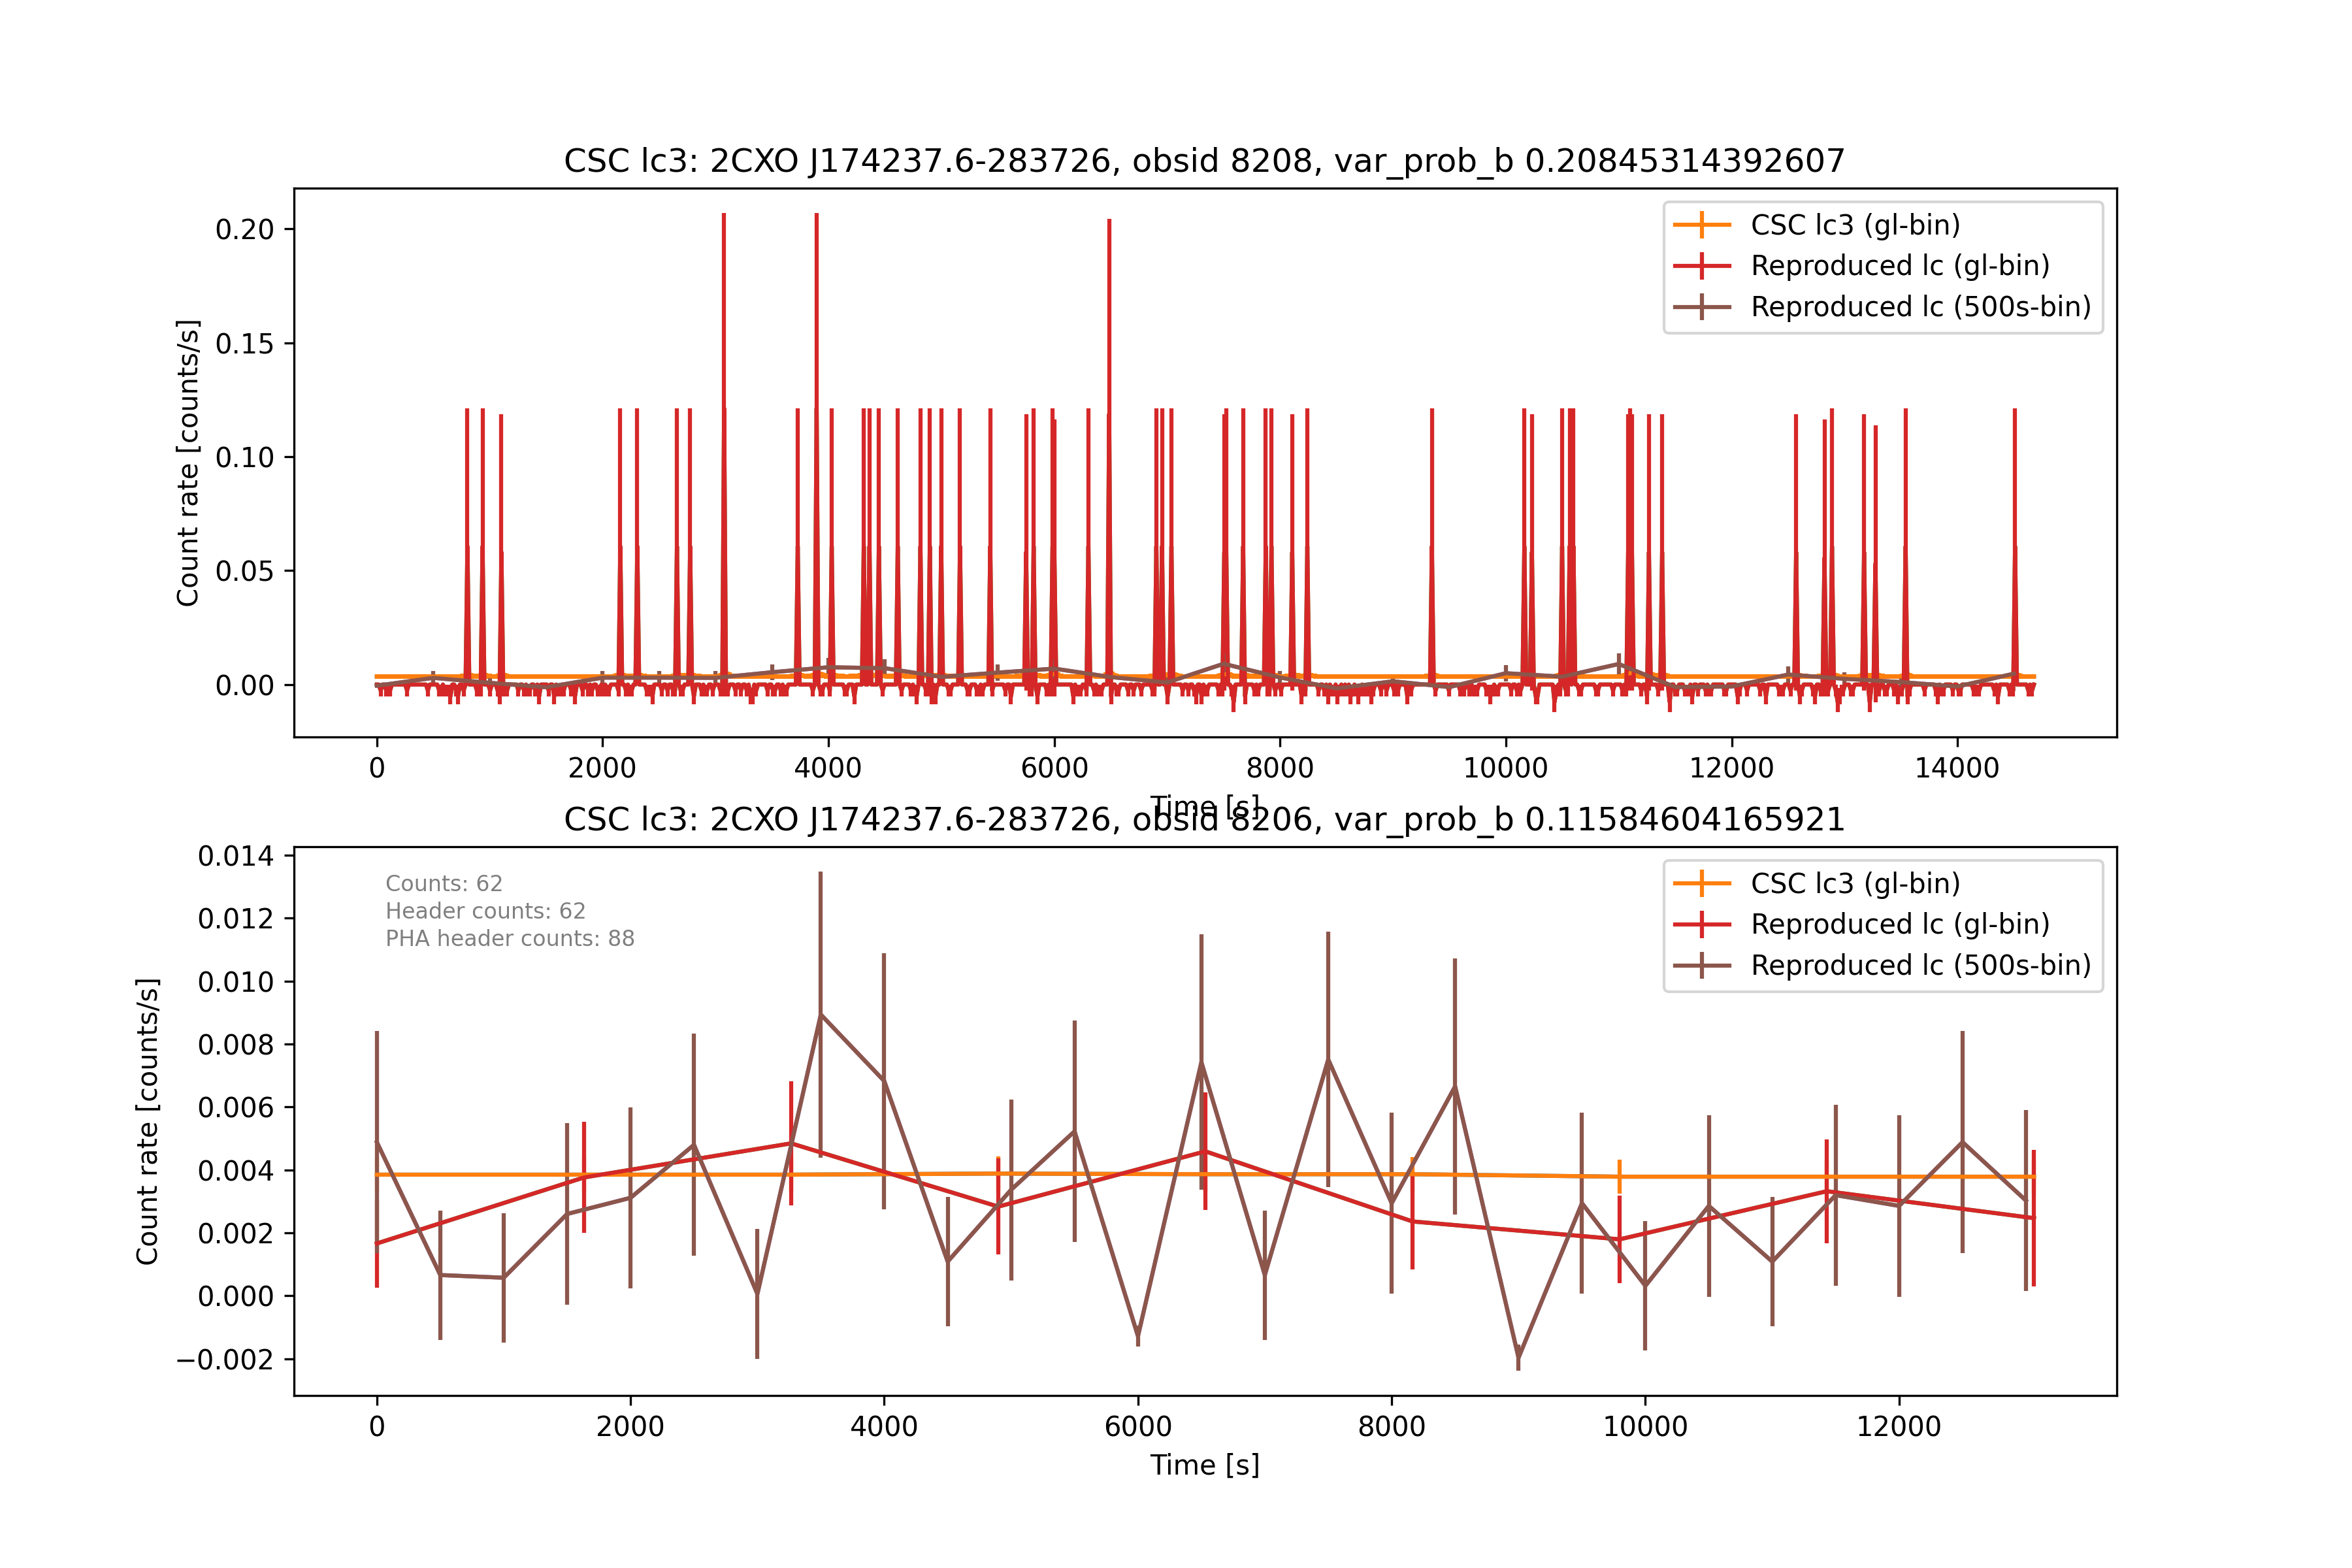 CSC lc3: 2CXO J174237.6-283726, obsid 8208, var_prob_b 0.20845314392607
Count rate [counts/s]
0.20
0.15
0.10
0.05
0.00
CSC lc3 (gl-bin)
Reproduced lc (gl-bin)
Reproduced lc (500s-bin)
0 2000 4000 6000 8000 10000 12000 14000
Time [s]
CSC lc3: 2CXO J174237.6-283726, obsid 8206, var_prob_b 0.11584604165921
Count rate [counts/s]
0.014
0.012
0.010
0.008
0.006
0.004
0.002
0.000
−0.002
Counts: 62
Header counts: 62
PHA header counts: 88
CSC lc3 (gl-bin)
Reproduced lc (gl-bin)
Reproduced lc (500s-bin)
0 2000 4000 6000 8000 10000 12000
Time [s]